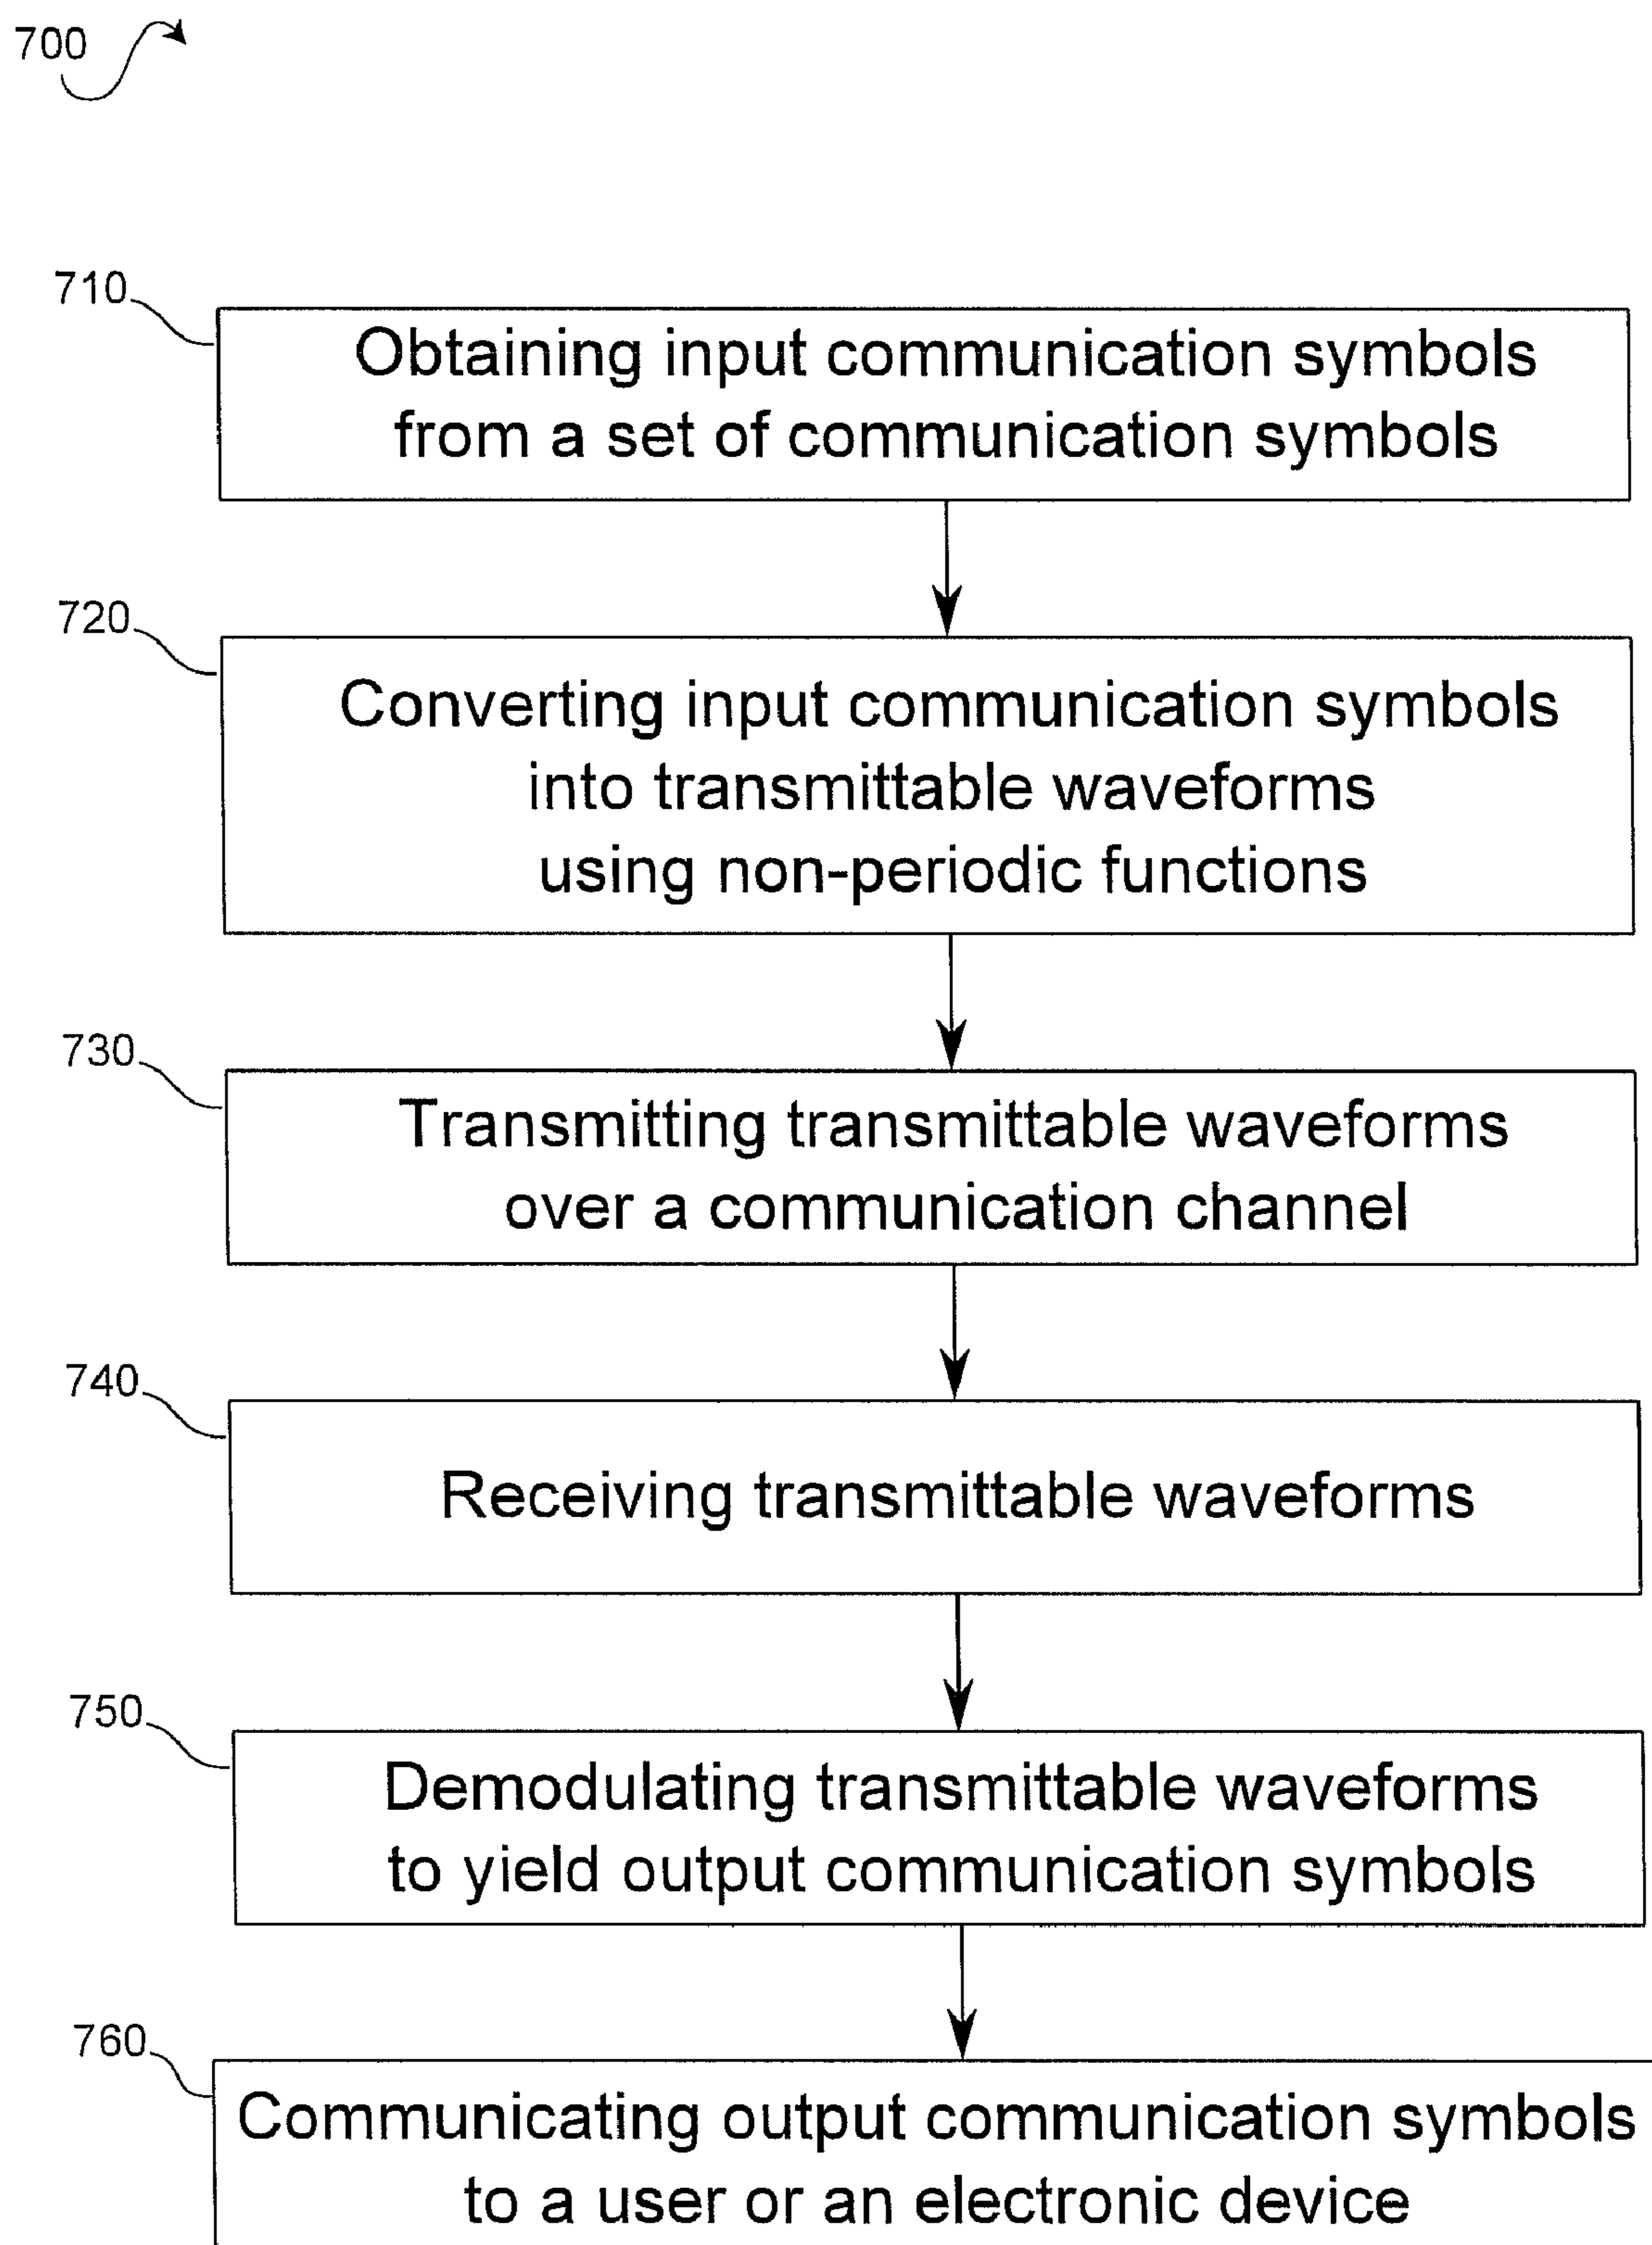 700
710
Obtaining input communication symbols
from a set of communication symbols
720
Converting input communication symbols
into transmittable waveforms
using non-periodic functions
730
Transmitting transmittable waveforms
over a communication channel
740
Receiving transmittable waveforms
750
Demodulating transmittable waveforms
to yield output communication symbols
760
Communicating output communication symbols
to a user or an electronic device